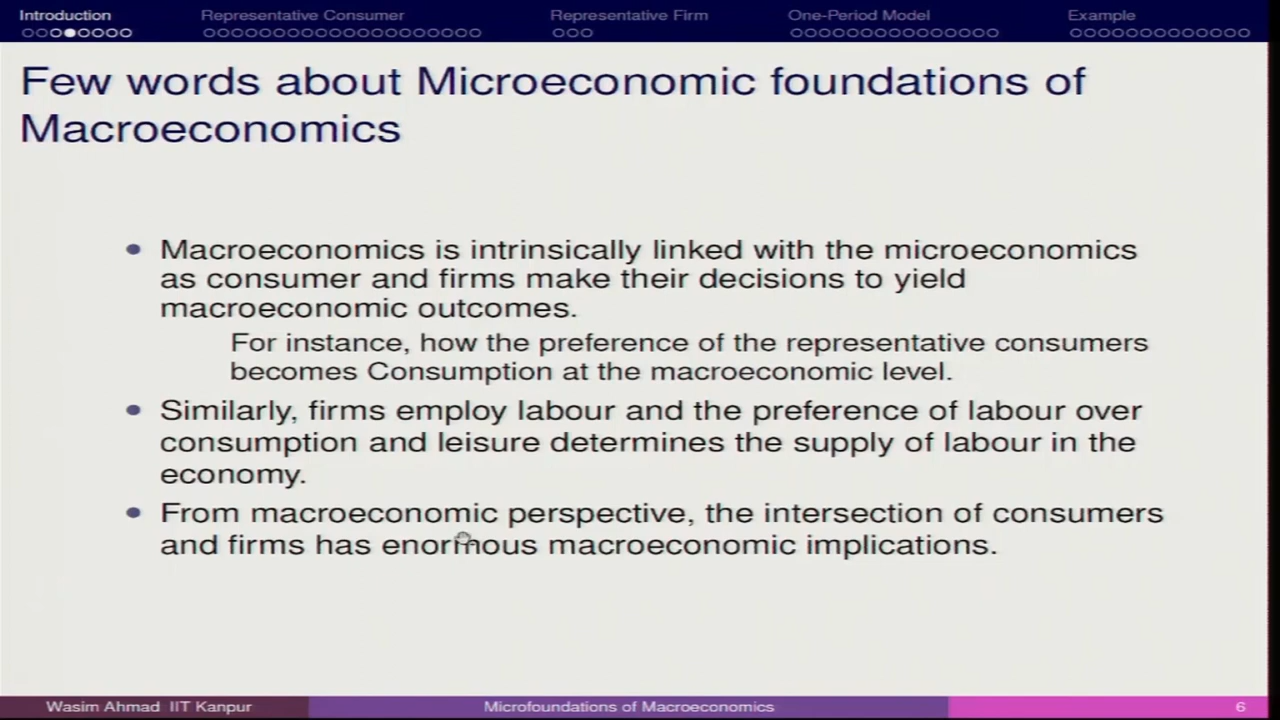 Introduction Representative Consumer Representative Firm One-Period Model Example
Few words about Microeconomic foundations of
Macroeconomics
Macroeconomics is intrinsically linked with the microeconomics
as consumer and firms make their decisions to yield
macroeconomic outcomes.
For instance, how the preference of the representative consumers
becomes Consumption at the macroeconomic level.
Similarly, firms employ labour and the preference of labour over
consumption and leisure determines the supply of labour in the
economy.
From macroeconomic perspective, the intersection of consumers
and firms has enormous macroeconomic implications.
Wasim Ahmad IIT Kanpur Microfoundations of Macroeconomics 6